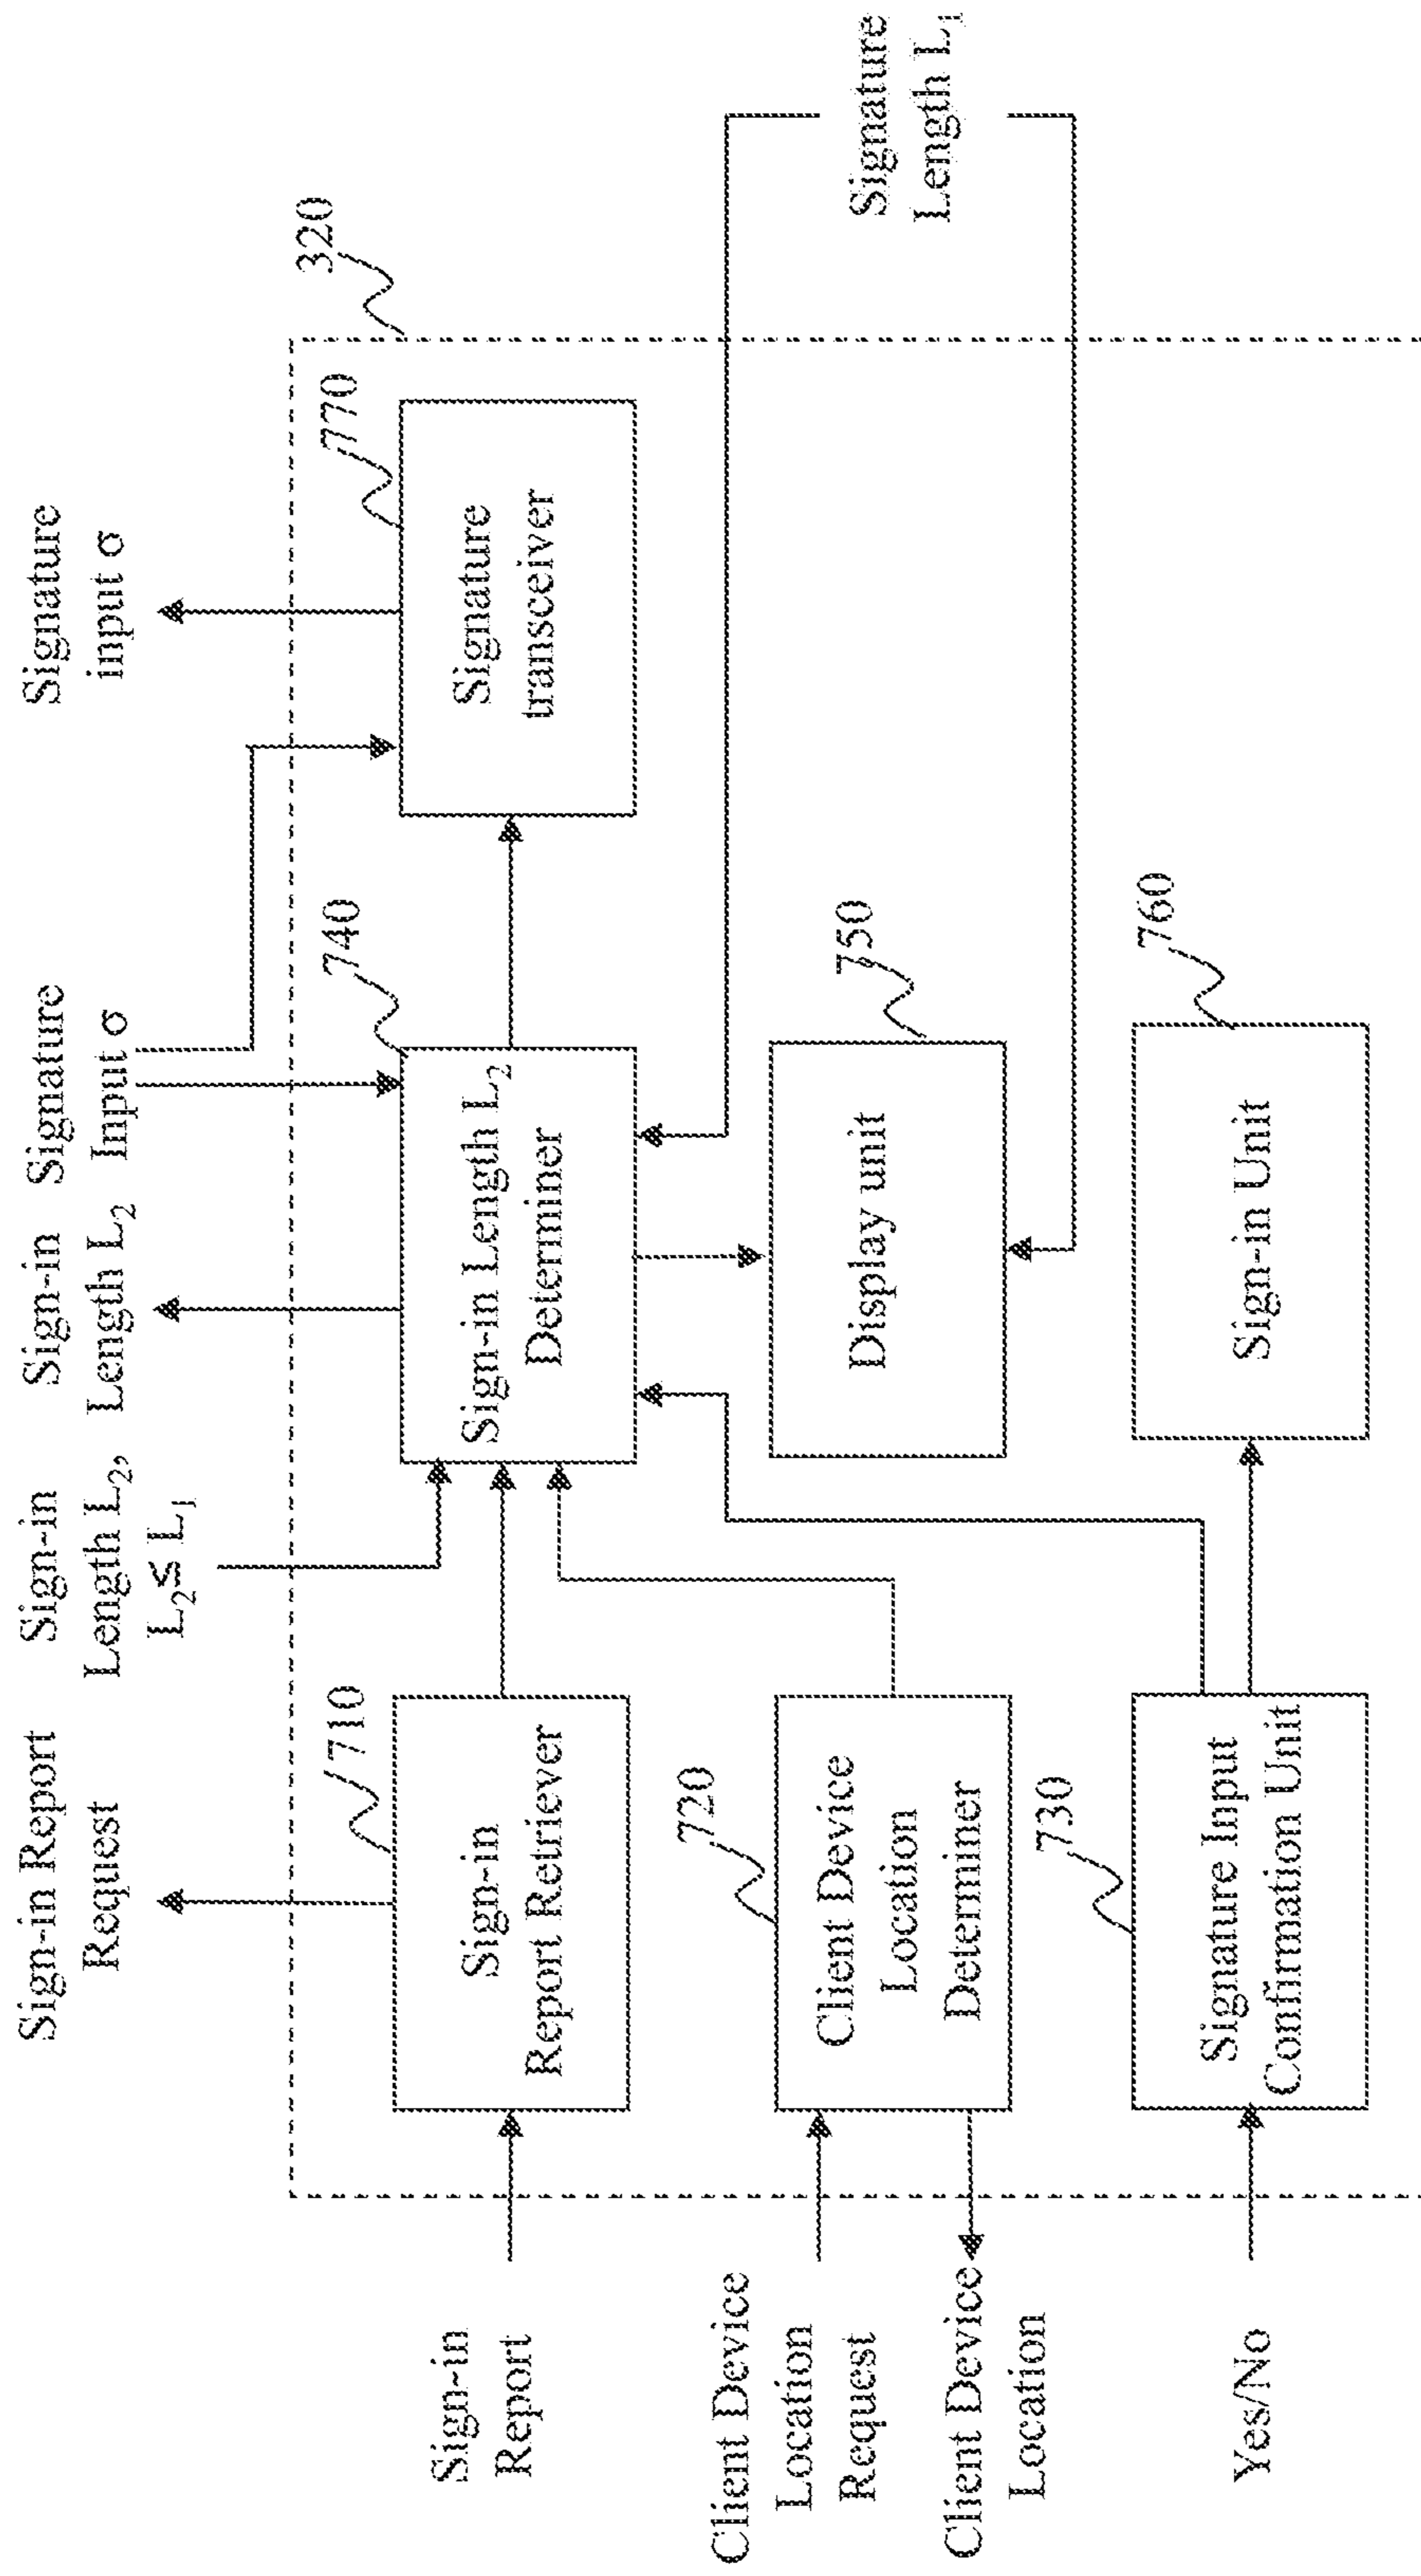 Sign-in Report
Request
Sign-in
Length L₂,
L₂≤ L₁
Sign-in
Length L₂
Signature
Input σ
Signature
input σ
320
710
Sign-in
Report Retriever
740
Sign-in Length L₂
Determiner
770
Signature
transceiver
Sign-in
Report
720
Client Device
Location
Determiner
750
Display unit
Signature
Length L₁
Client Device
Location
Request
Client Device
Location
730
Signature Input
Confirmation Unit
760
Sign-in Unit
Yes/No